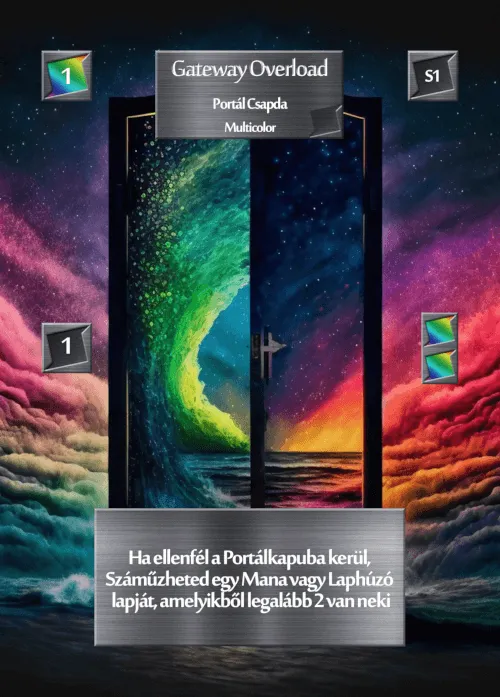 1
Gateway Overload
S1
Portál Csapda
Multicolor
1
Ha ellenfél a Portálkapuba kerül,
Száműzheted egy Mana vagy Laphúzó
lapját, amelyikből legalább 2 van neki